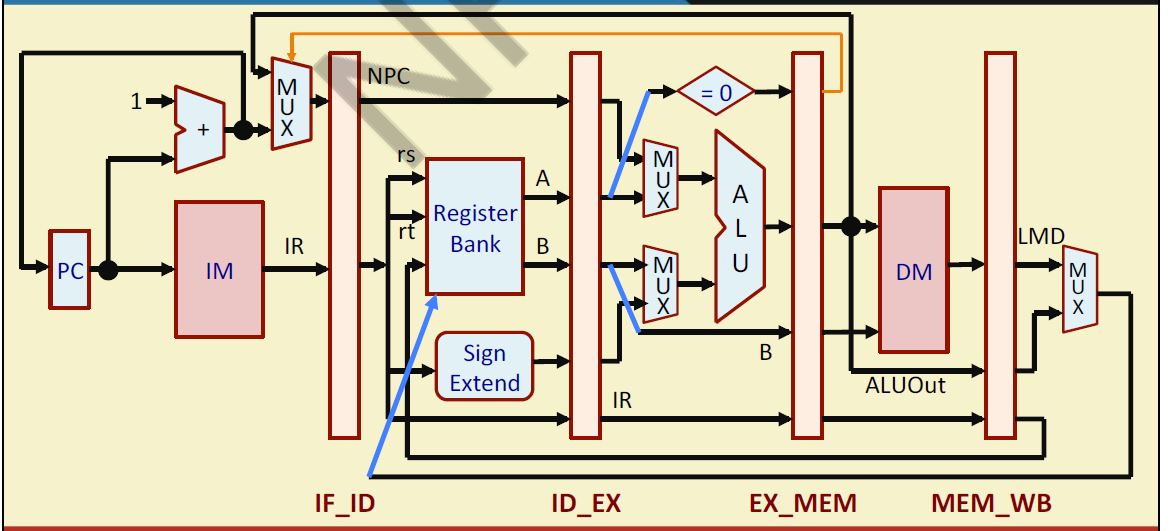 NPC
MUX
1
+
rs
rt
Register
Bank
A
B
= 0
MUX
MUX
ALU
PC
IM
IR
DM
LMD
MUX
Sign
Extend
B
IR
ALUOut
IF_ID
ID_EX
EX_MEM
MEM_WB